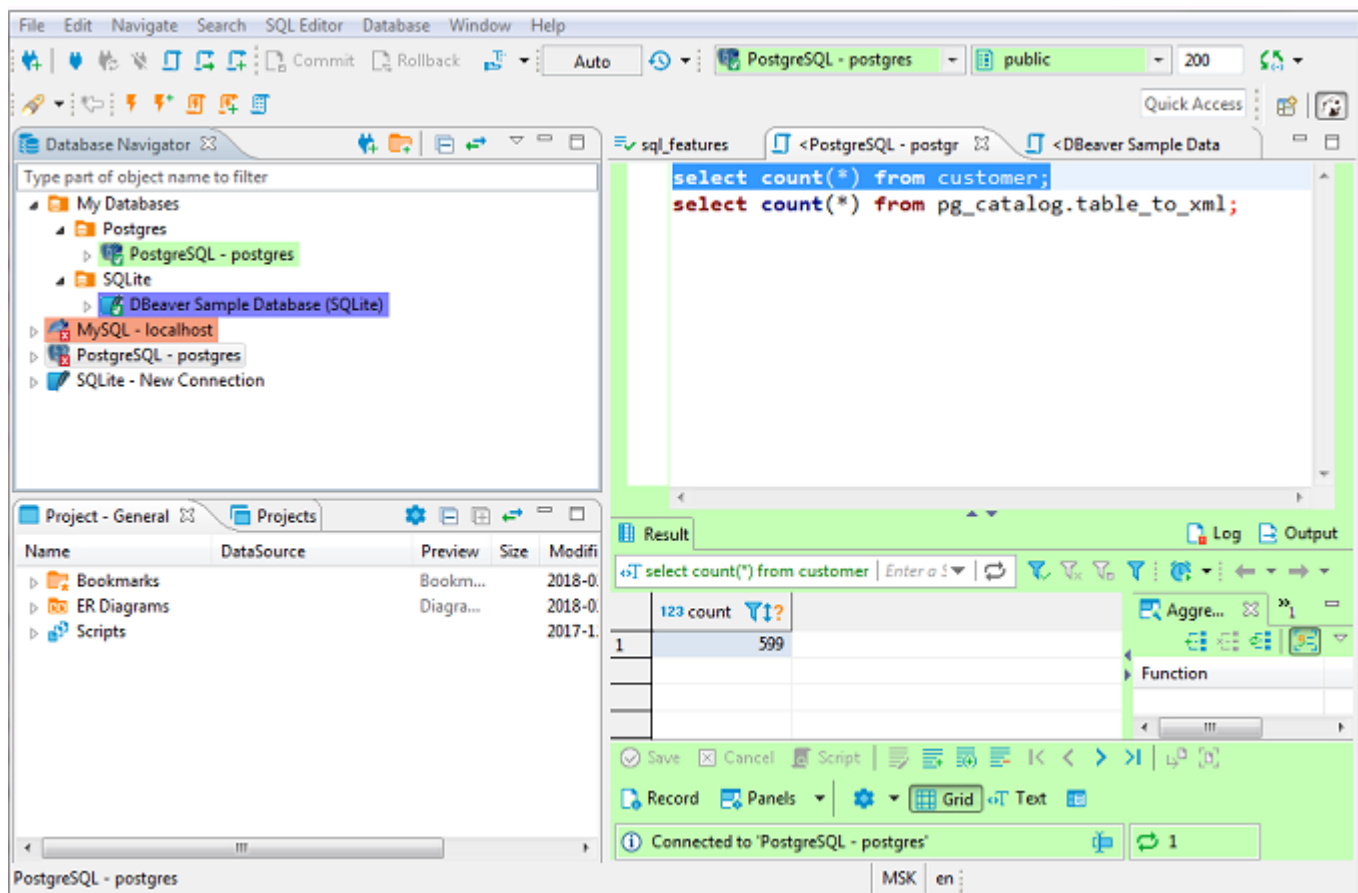 File Edit Navigate Search SQL Editor Database Window Help
Commit Rollback Auto PostgreSQL - postgres public 200
Quick Access
Database Navigator
Type part of object name to filter
My Databases
Postgres
PostgreSQL - postgres
SQLite
DBeaver Sample Database (SQLite)
MySQL - localhost
PostgreSQL - postgres
SQLite - New Connection
sql_features <PostgreSQL - postgr <DBeaver Sample Data
select count(*) from customer;
select count(*) from pg_catalog.table_to_xml;
Project - General Projects
Name DataSource Preview Size Modifi
Bookmarks Bookm... 2018-0
ER Diagrams Diagra... 2018-0
Scripts 2017-1
Result Log Output
select count(*) from customer Enter a
123 count Aggre... 1
1 599
Function
Save Cancel Script
Record Panels Grid Text
Connected to 'PostgreSQL - postgres' 1
PostgreSQL - postgres MSK en